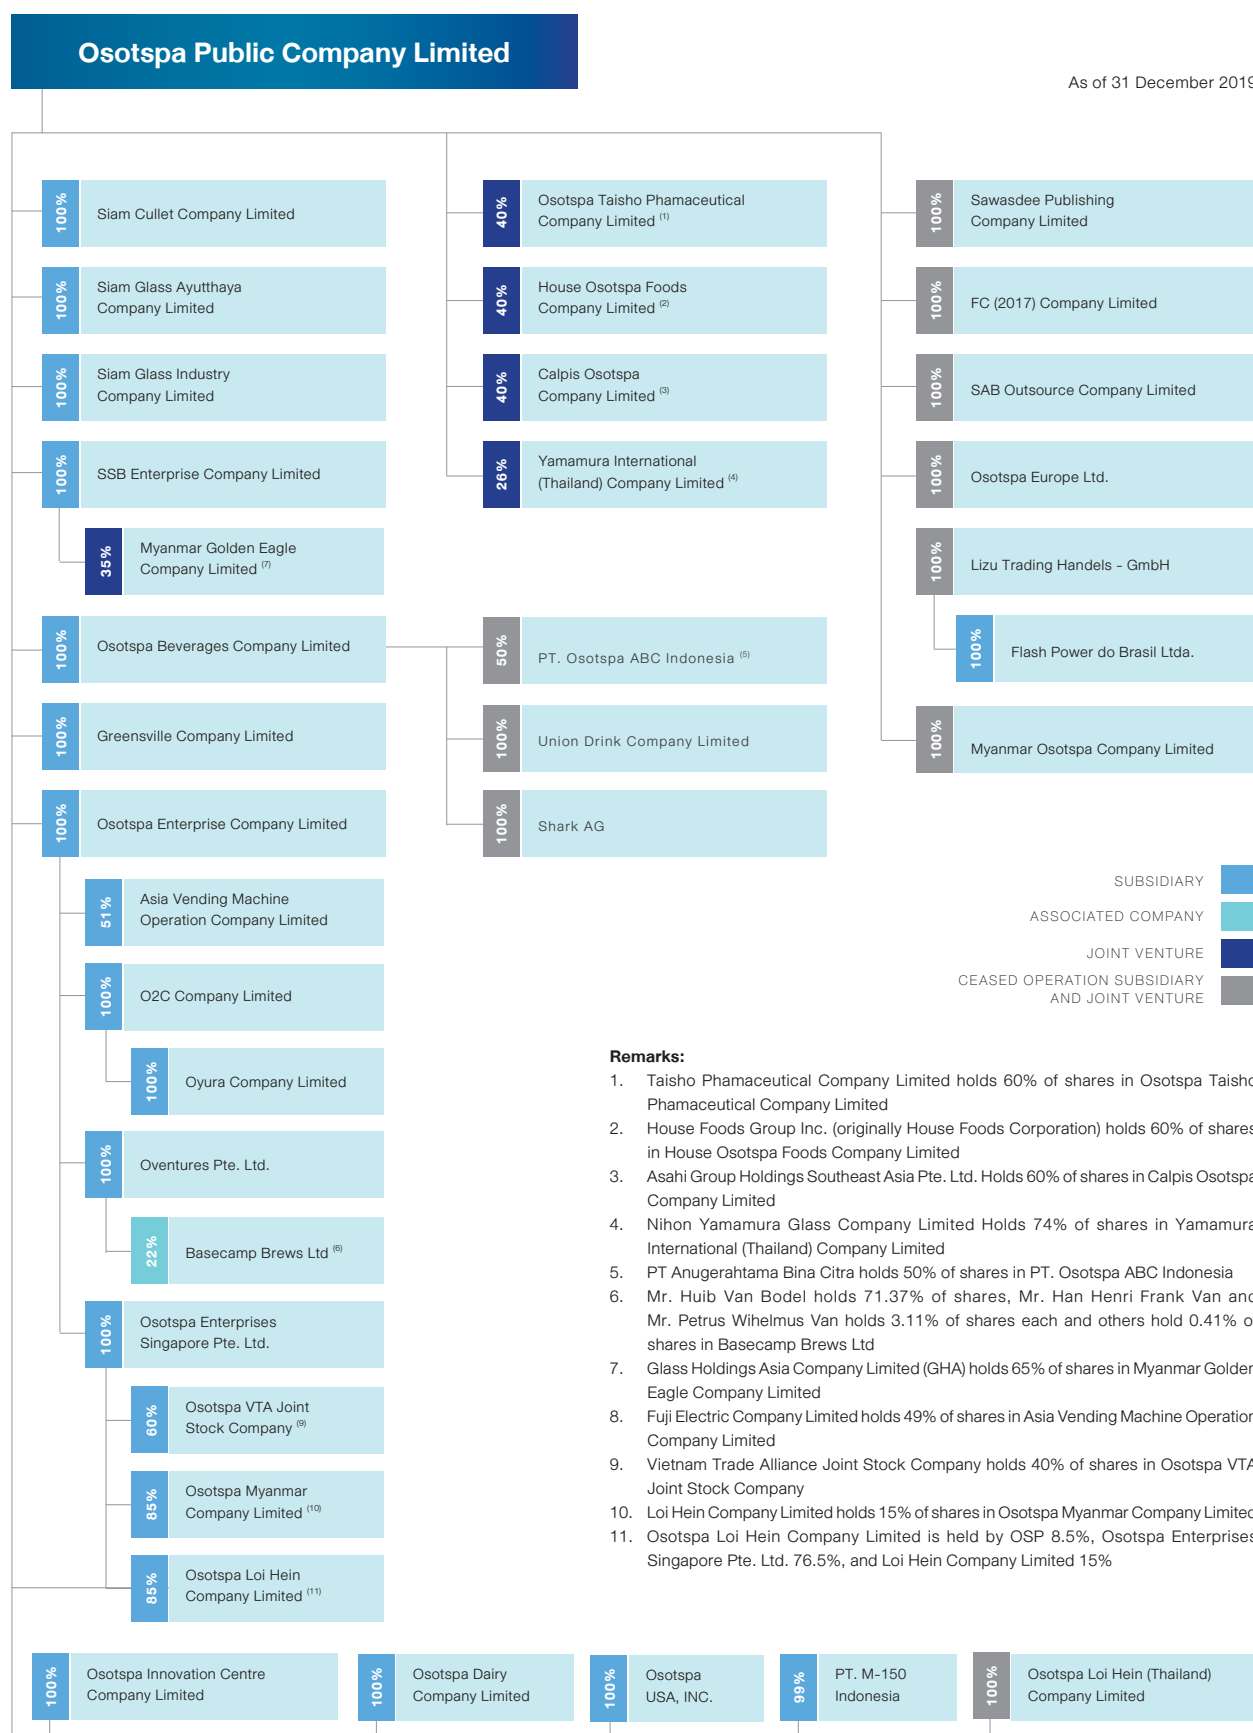 Osotspa Public Company Limited
As of 31 December 2019
100%
Siam Cullet Company Limited
100%
Siam Glass Ayutthaya
Company Limited
100%
Siam Glass Industry
Company Limited
100%
SSB Enterprise Company Limited
35%
Myanmar Golden Eagle
Company Limited (7)
100%
Osotspa Beverages Company Limited
100%
Greensville Company Limited
100%
Osotspa Enterprise Company Limited
51%
Asia Vending Machine
Operation Company Limited
100%
O2C Company Limited
100%
Oyura Company Limited
100%
Oventures Pte. Ltd.
22%
Basecamp Brews Ltd (6)
100%
Osotspa Enterprises
Singapore Pte. Ltd.
60%
Osotspa VTA Joint
Stock Company (9)
85%
Osotspa Myanmar
Company Limited (10)
85%
Osotspa Loi Hein
Company Limited (11)
40%
Osotspa Taisho Phamaceutical
Company Limited (1)
40%
House Osotspa Foods
Company Limited (2)
40%
Calpis Osotspa
Company Limited (3)
26%
Yamamura International
(Thailand) Company Limited (4)
50%
PT. Osotspa ABC Indonesia (5)
100%
Union Drink Company Limited
100%
Shark AG
100%
Sawasdee Publishing
Company Limited
100%
FC (2017) Company Limited
100%
SAB Outsource Company Limited
100%
Osotspa Europe Ltd.
100%
Lizu Trading Handels - GmbH
100%
Flash Power do Brasil Ltda.
100%
Myanmar Osotspa Company Limited
SUBSIDIARY
ASSOCIATED COMPANY
JOINT VENTURE
CEASED OPERATION SUBSIDIARY
AND JOINT VENTURE
Remarks:
1. Taisho Phamaceutical Company Limited holds 60% of shares in Osotspa Taisho
Phamaceutical Company Limited
2. House Foods Group Inc. (originally House Foods Corporation) holds 60% of shares
in House Osotspa Foods Company Limited
3. Asahi Group Holdings Southeast Asia Pte. Ltd. Holds 60% of shares in Calpis Osotspa
Company Limited
4. Nihon Yamamura Glass Company Limited Holds 74% of shares in Yamamura
International (Thailand) Company Limited
5. PT Anugerahtama Bina Citra holds 50% of shares in PT. Osotspa ABC Indonesia
6. Mr. Huib Van Bodel holds 71.37% of shares, Mr. Han Henri Frank Van and
Mr. Petrus Wihelmus Van holds 3.11% of shares each and others hold 0.41% of
shares in Basecamp Brews Ltd
7. Glass Holdings Asia Company Limited (GHA) holds 65% of shares in Myanmar Golden
Eagle Company Limited
8. Fuji Electric Company Limited holds 49% of shares in Asia Vending Machine Operation
Company Limited
9. Vietnam Trade Alliance Joint Stock Company holds 40% of shares in Osotspa VTA
Joint Stock Company
10. Loi Hein Company Limited holds 15% of shares in Osotspa Myanmar Company Limited
11. Osotspa Loi Hein Company Limited is held by OSP 8.5%, Osotspa Enterprises
Singapore Pte. Ltd. 76.5%, and Loi Hein Company Limited 15%
100%
Osotspa Innovation Centre
Company Limited
100%
Osotspa Dairy
Company Limited
100%
Osotspa
USA, INC.
99%
PT. M-150
Indonesia
100%
Osotspa Loi Hein (Thailand)
Company Limited